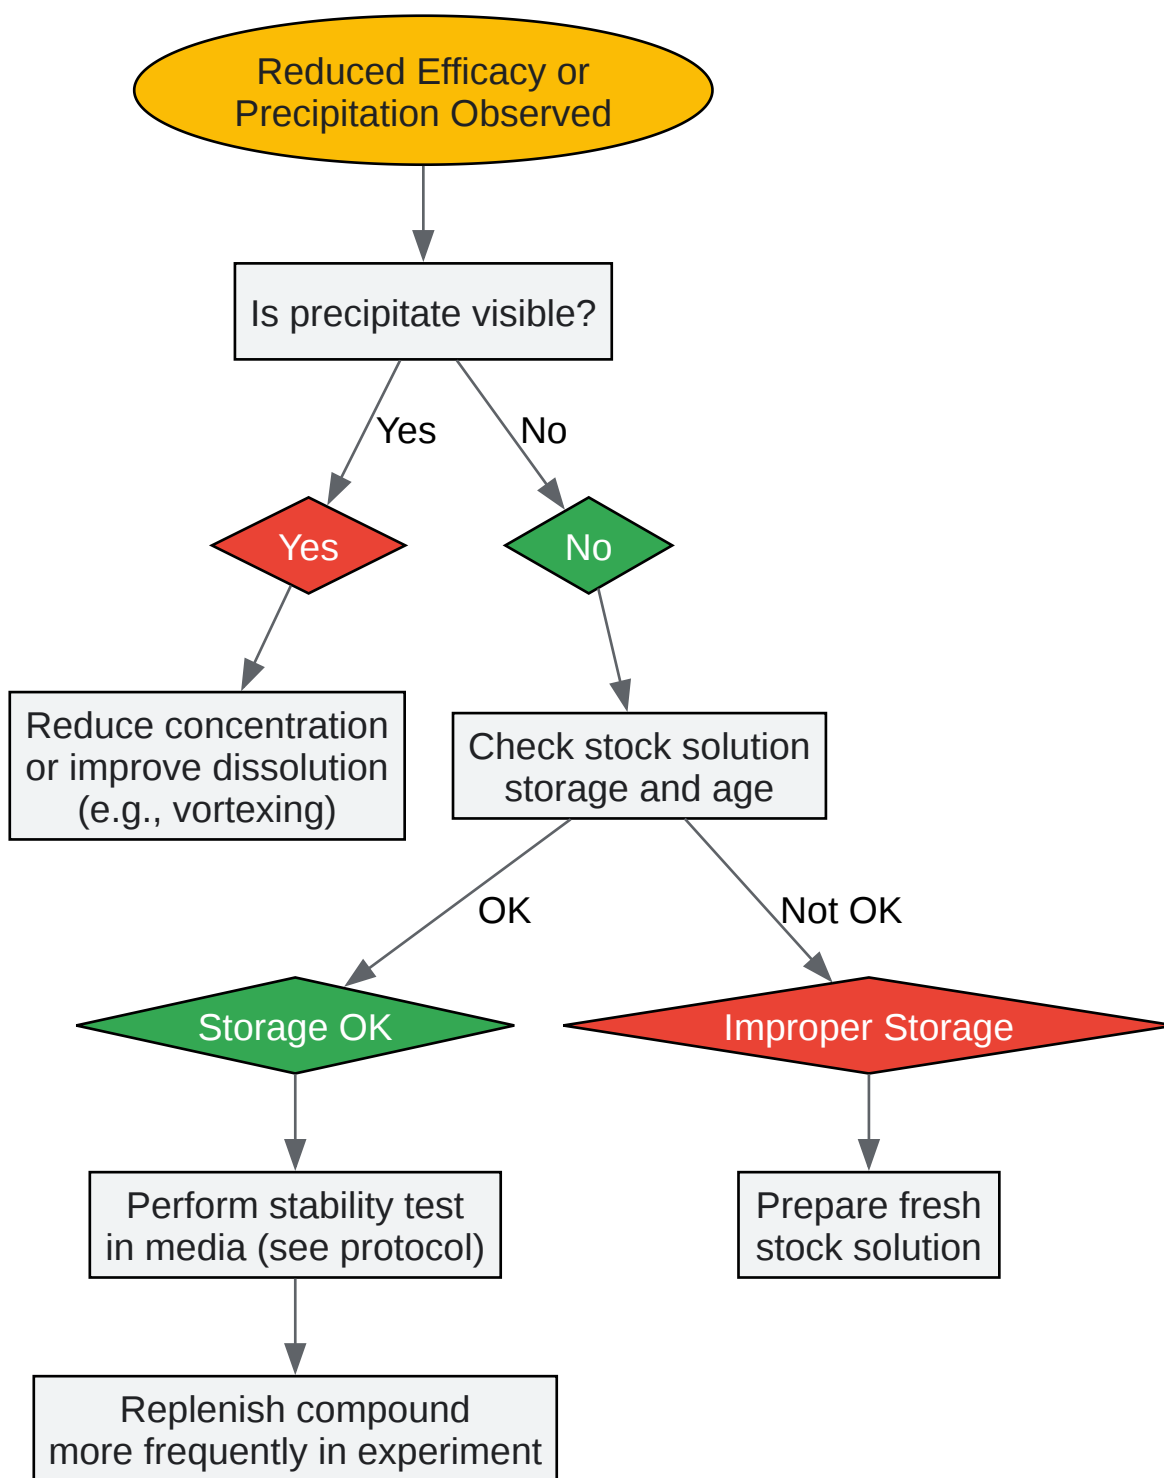 Reduced Efficacy or
Precipitation Observed
Is precipitate visible?
Yes
No
Yes
No
Reduce concentration
or improve dissolution
(e.g., vortexing)
Check stock solution
storage and age
OK
Not OK
Storage OK
Improper Storage
Perform stability test
in media (see protocol)
Prepare fresh
stock solution
Replenish compound
more frequently in experiment